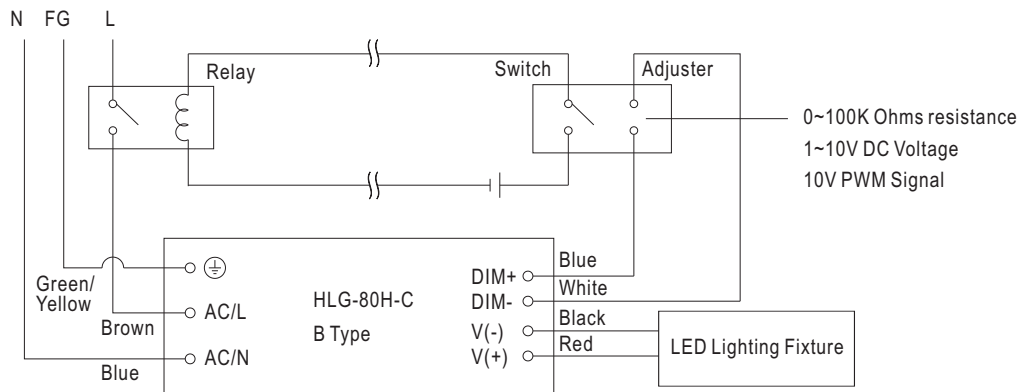 N FG L
Relay
Switch
Adjuster
0~100K Ohms resistance
1~10V DC Voltage
10V PWM Signal
Green/
Yellow
Brown
Blue
AC/L
AC/N
HLG-80H-C
B Type
DIM+
DIM-
V(-)
V(+)
Blue
White
Black
Red
LED Lighting Fixture